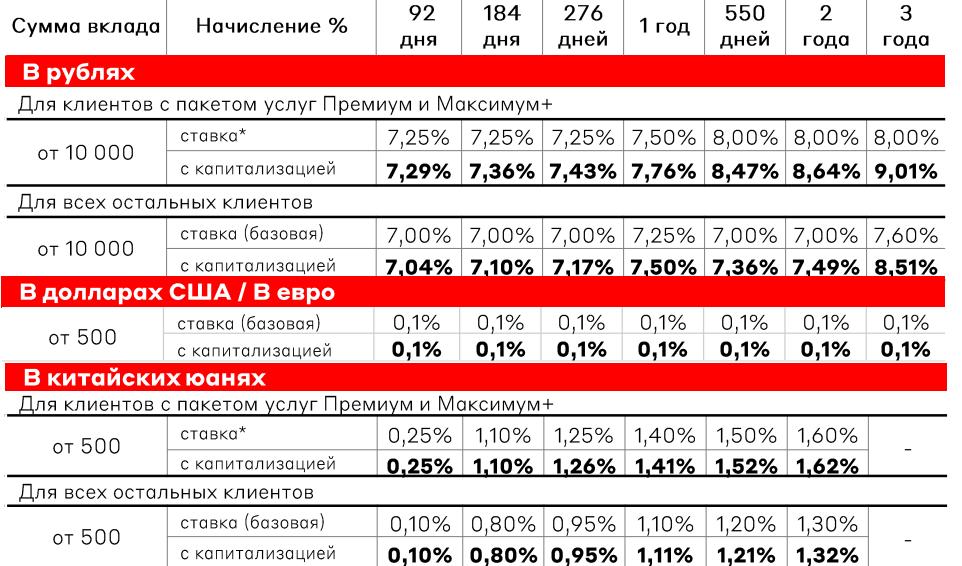 Сумма вклада Начисление % 92 дня 184 дня 276 дней 1 год 550 дней 2 года 3 года
В рублях
Для клиентов с пакетом услуг Премиум и Максимум+
от 10 000 ставка* 7,25% 7,25% 7,25% 7,50% 8,00% 8,00% 8,00%
с капитализацией 7,29% 7,36% 7,43% 7,76% 8,47% 8,64% 9,01%
Для всех остальных клиентов
от 10 000 ставка (базовая) 7,00% 7,00% 7,00% 7,25% 7,00% 7,00% 7,60%
с капитализацией 7,04% 7,10% 7,17% 7,50% 7,36% 7,49% 8,51%
В долларах США / В евро
от 500 ставка (базовая) 0,1% 0,1% 0,1% 0,1% 0,1% 0,1% 0,1%
с капитализацией 0,1% 0,1% 0,1% 0,1% 0,1% 0,1% 0,1%
В китайских юанях
Для клиентов с пакетом услуг Премиум и Максимум+
от 500 ставка* 0,25% 1,10% 1,25% 1,40% 1,50% 1,60% -
с капитализацией 0,25% 1,10% 1,26% 1,41% 1,52% 1,62%
Для всех остальных клиентов
от 500 ставка (базовая) 0,10% 0,80% 0,95% 1,10% 1,20% 1,30% -
с капитализацией 0,10% 0,80% 0,95% 1,11% 1,21% 1,32%